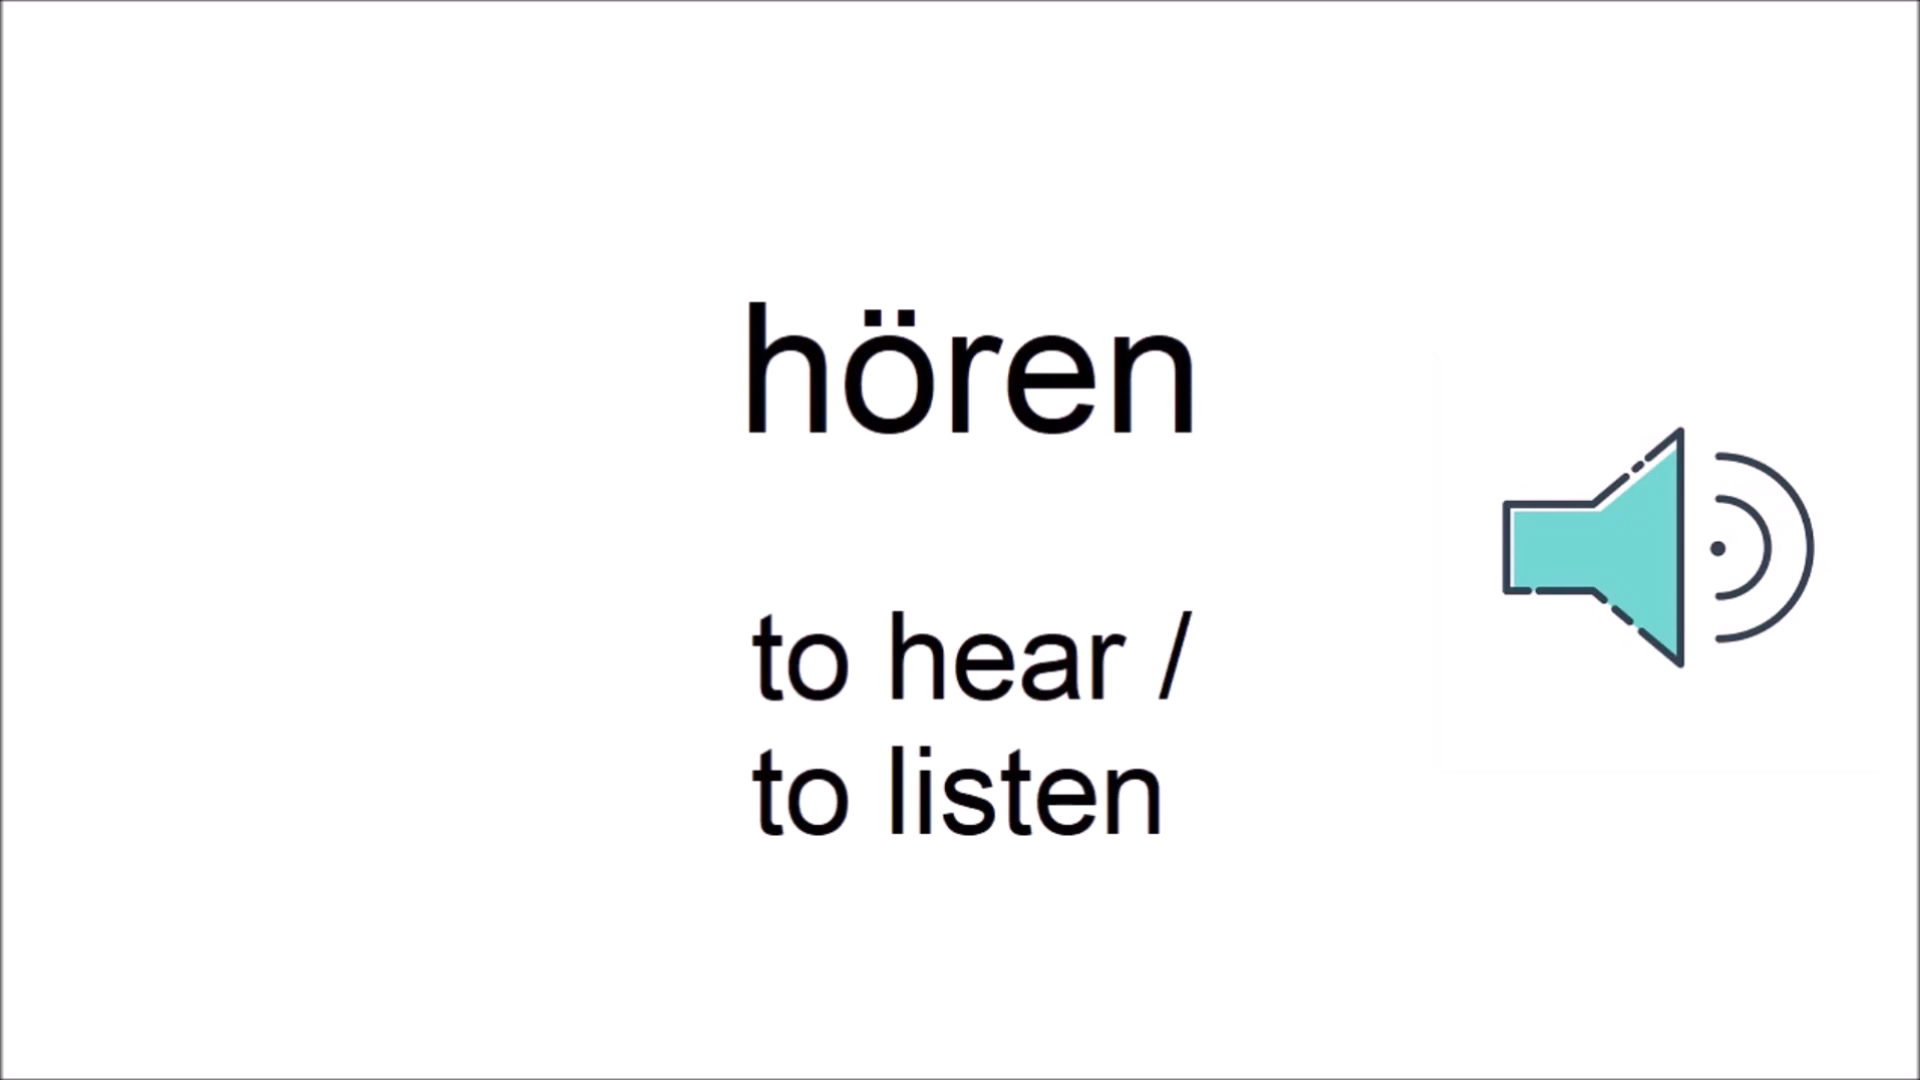 hören
to hear /
to listen